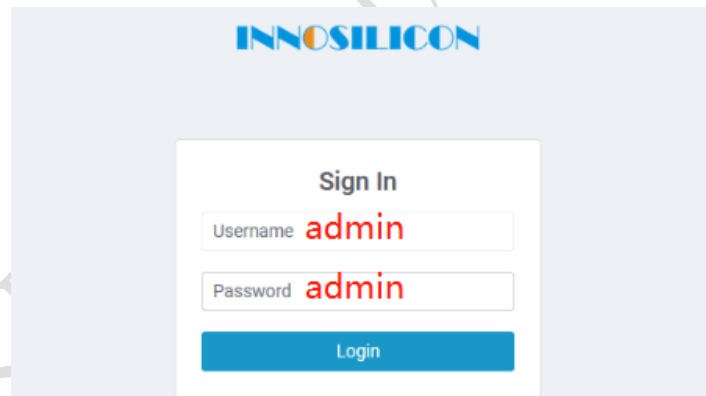 INNOSILICON
Sign In
Username admin
Password admin
Login